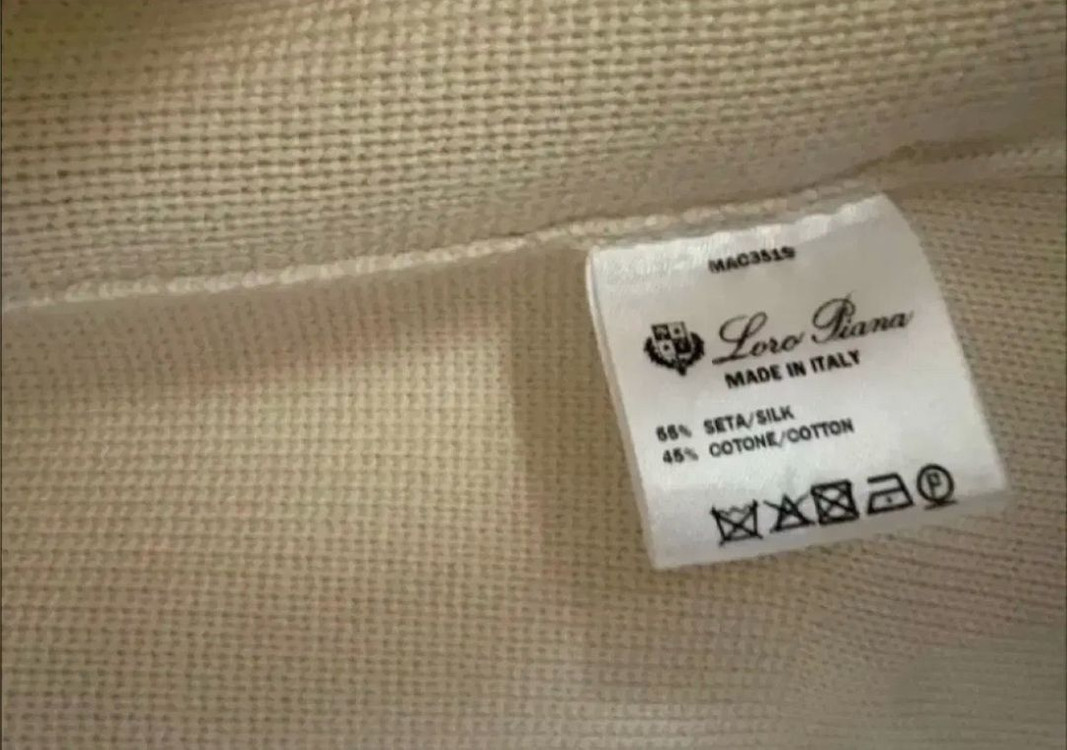 MAC3519
Loro Piana
MADE IN ITALY
55% SETA/SILK
45% COTONE/COTTON
P